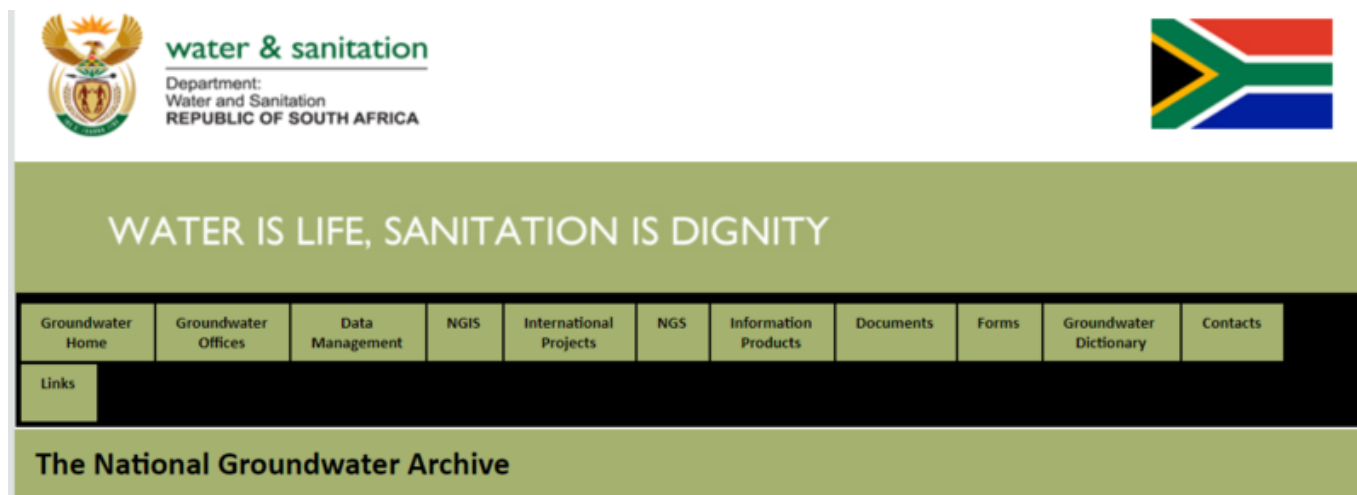 water & sanitation
Department:
Water and Sanitation
REPUBLIC OF SOUTH AFRICA
WATER IS LIFE, SANITATION IS DIGNITY
Groundwater Home
Groundwater Offices
Data Management
NGIS
International Projects
NGS
Information Products
Documents
Forms
Groundwater Dictionary
Contacts
Links
The National Groundwater Archive